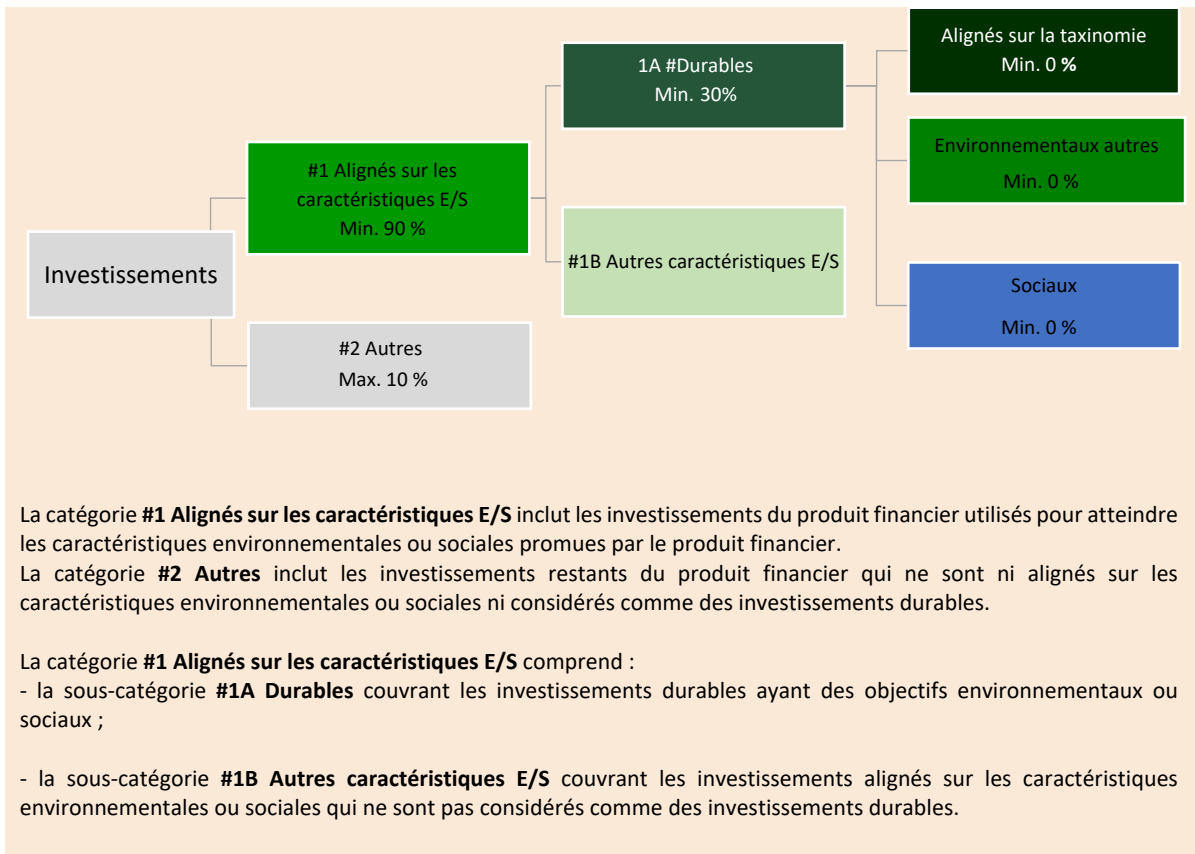 Alignés sur la taxinomie
Min. 0 %
1A #Durables
Min. 30%
Environnementaux autres
Min. 0 %
#1 Alignés sur les
caractéristiques E/S
Min. 90 %
#1B Autres caractéristiques E/S
Investissements
Sociaux
Min. 0 %
#2 Autres
Max. 10 %
La catégorie #1 Alignés sur les caractéristiques E/S inclut les investissements du produit financier utilisés pour atteindre
les caractéristiques environnementales ou sociales promues par le produit financier.
La catégorie #2 Autres inclut les investissements restants du produit financier qui ne sont ni alignés sur les
caractéristiques environnementales ou sociales ni considérés comme des investissements durables.
La catégorie #1 Alignés sur les caractéristiques E/S comprend :
- la sous-catégorie #1A Durables couvrant les investissements durables ayant des objectifs environnementaux ou
sociaux ;
- la sous-catégorie #1B Autres caractéristiques E/S couvrant les investissements alignés sur les caractéristiques
environnementales ou sociales qui ne sont pas considérés comme des investissements durables.